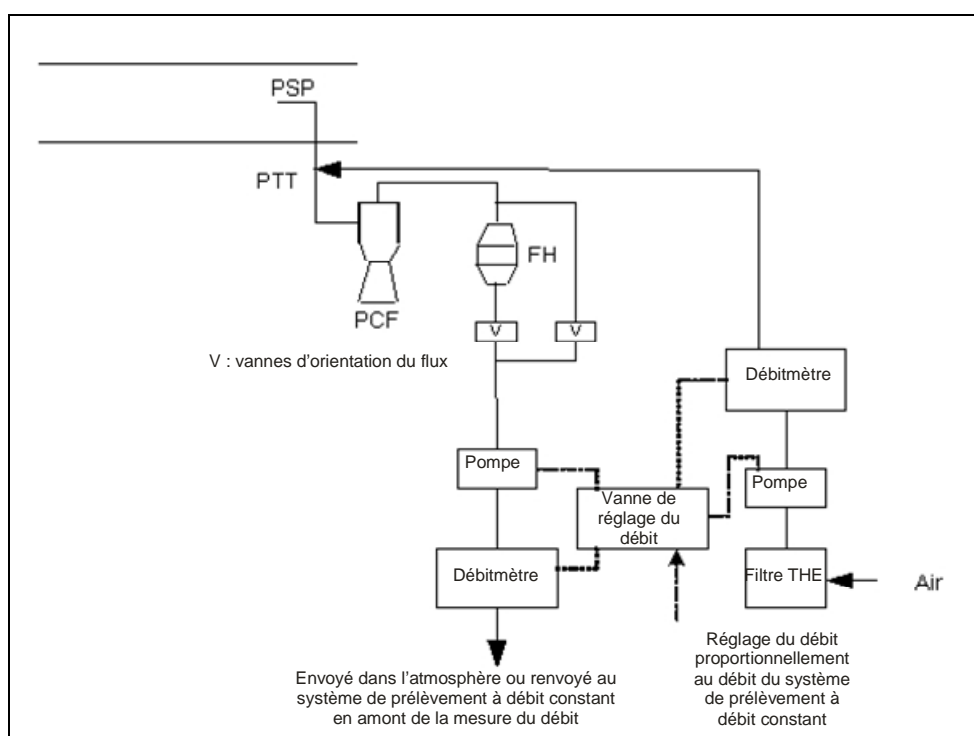 PSP
PTT
FH
PCF
V
V
V : vannes d'orientation du flux
Débitmètre
Pompe
Pompe
Vanne de
réglage du
débit
Débitmètre
Filtre THE
Air
Envoyé dans l'atmosphère ou renvoyé au
système de prélèvement à débit constant
en amont de la mesure du débit
Réglage du débit
proportionnellement
au débit du système
de prélèvement à
débit constant